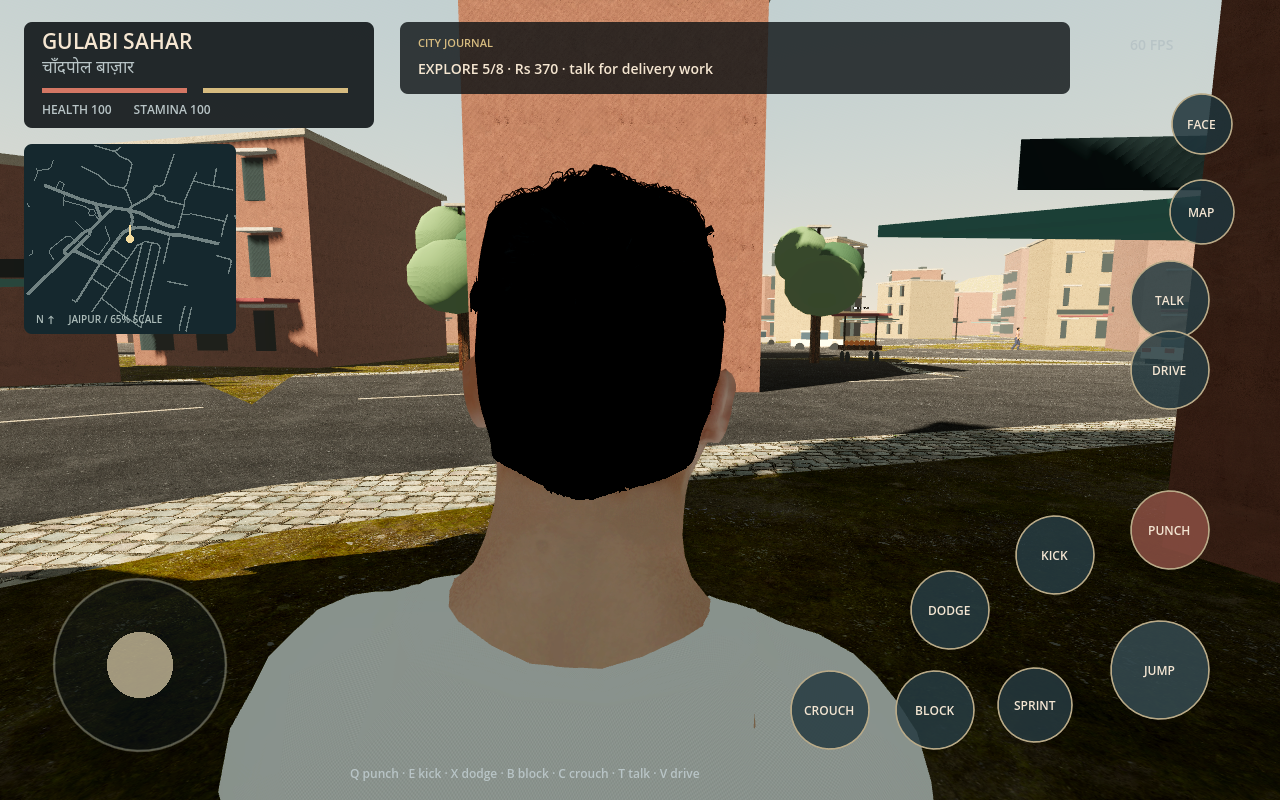 GULABI SAHAR
चाँदपोल बाज़ार
HEALTH 100 STAMINA 100
CITY JOURNAL
EXPLORE 5/8 · Rs 370 · talk for delivery work
60 FPS
FACE
MAP
N ↑ JAIPUR / 65% SCALE
TALK
DRIVE
PUNCH
KICK
DODGE
JUMP
CROUCH
BLOCK
SPRINT
Q punch · E kick · X dodge · B block · C crouch · T talk · V drive